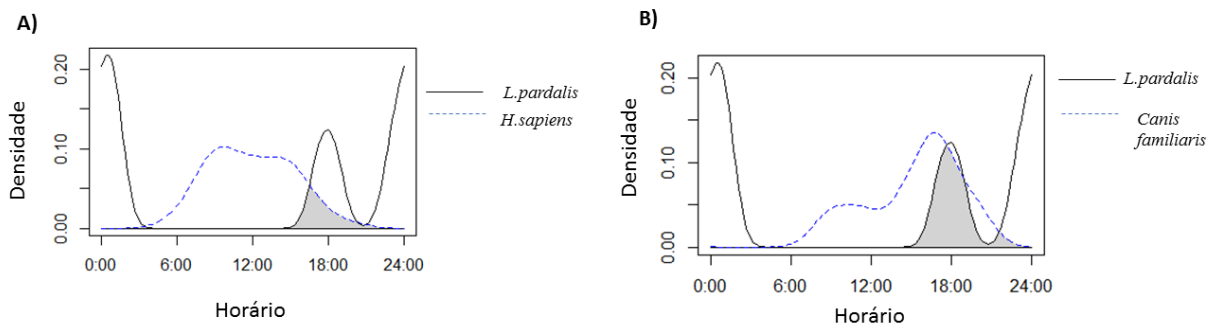 A)
Densidade
0.00 0.10 0.20
0:00 6:00 12:00 18:00 24:00
Horário
L.pardalis
H.sapiens
B)
Densidade
0.00 0.10 0.20
0:00 6:00 12:00 18:00 24:00
Horário
L.pardalis
Canis
familiaris